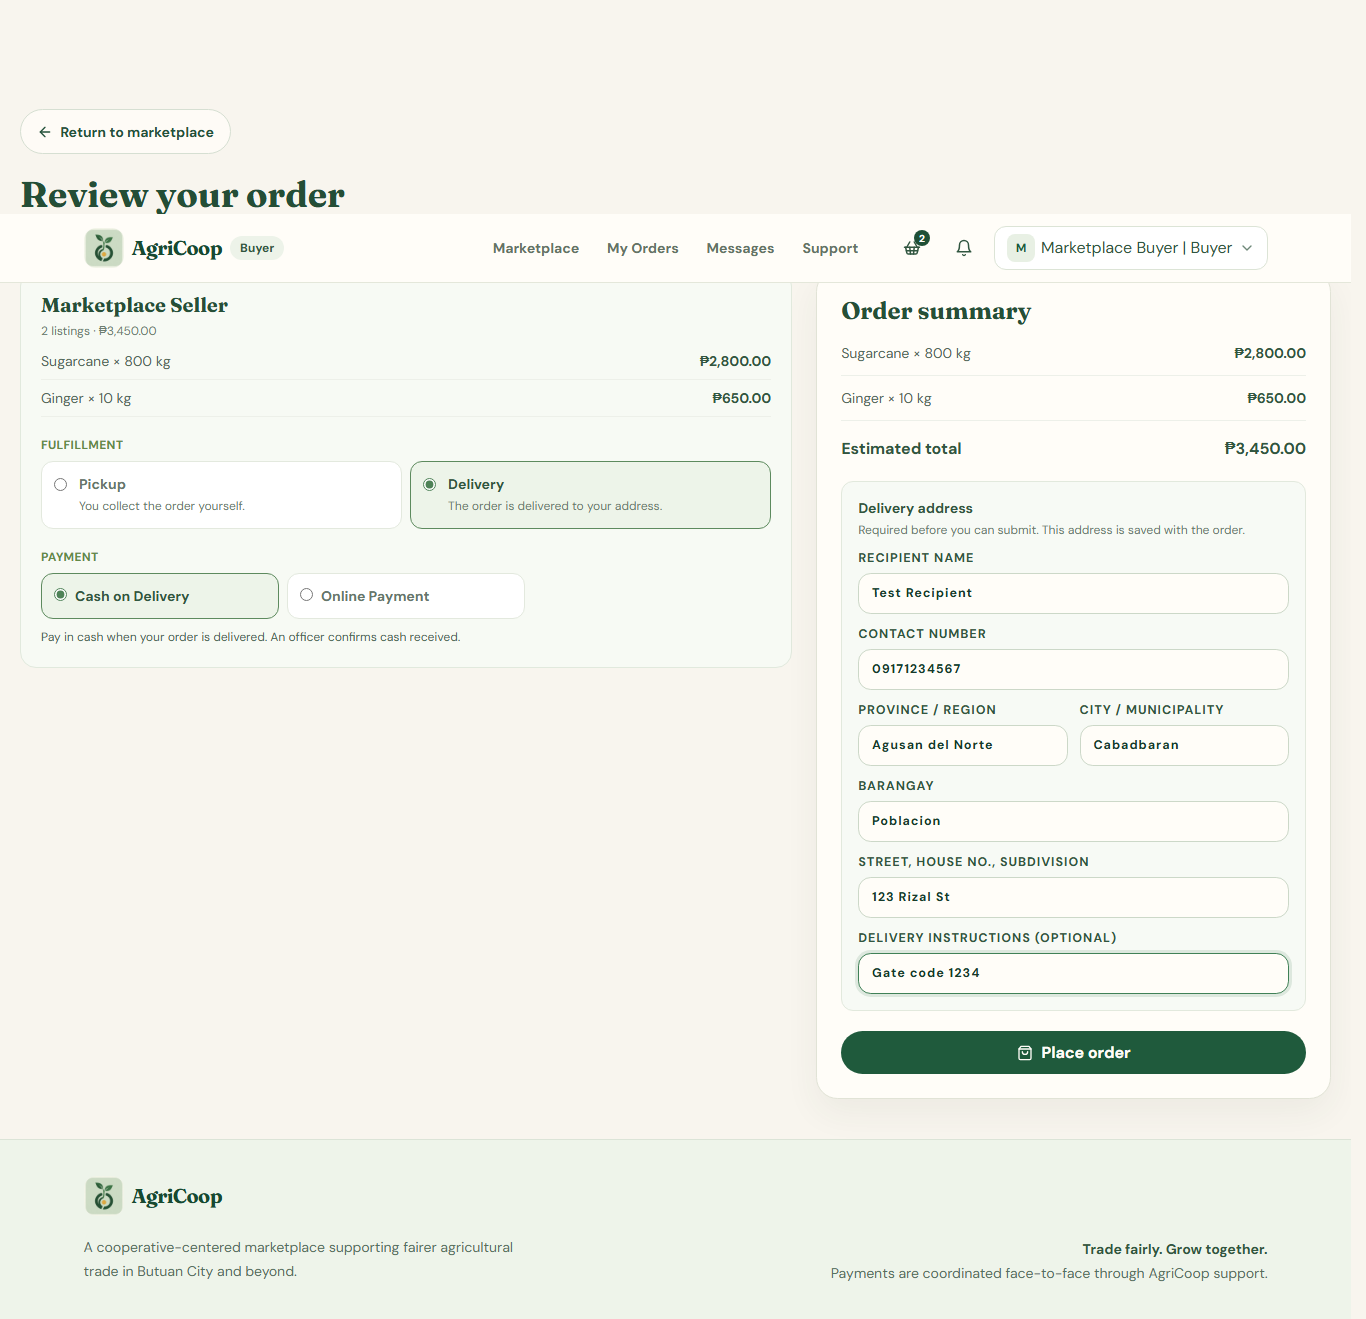 Return to marketplace
Review your order
AgriCoop Buyer
Marketplace My Orders Messages Support 2 M Marketplace Buyer | Buyer
Marketplace Seller
2 listings · ₱3,450.00
Sugarcane × 800 kg ₱2,800.00
Ginger × 10 kg ₱650.00
FULFILLMENT
Pickup
You collect the order yourself.
Delivery
The order is delivered to your address.
PAYMENT
Cash on Delivery
Online Payment
Pay in cash when your order is delivered. An officer confirms cash received.
Order summary
Sugarcane × 800 kg ₱2,800.00
Ginger × 10 kg ₱650.00
Estimated total ₱3,450.00
Delivery address
Required before you can submit. This address is saved with the order.
RECIPIENT NAME
Test Recipient
CONTACT NUMBER
09171234567
PROVINCE / REGION
Agusan del Norte
CITY / MUNICIPALITY
Cabadbaran
BARANGAY
Poblacion
STREET, HOUSE NO., SUBDIVISION
123 Rizal St
DELIVERY INSTRUCTIONS (OPTIONAL)
Gate code 1234
Place order
AgriCoop
A cooperative-centered marketplace supporting fairer agricultural
trade in Butuan City and beyond.
Trade fairly. Grow together.
Payments are coordinated face-to-face through AgriCoop support.